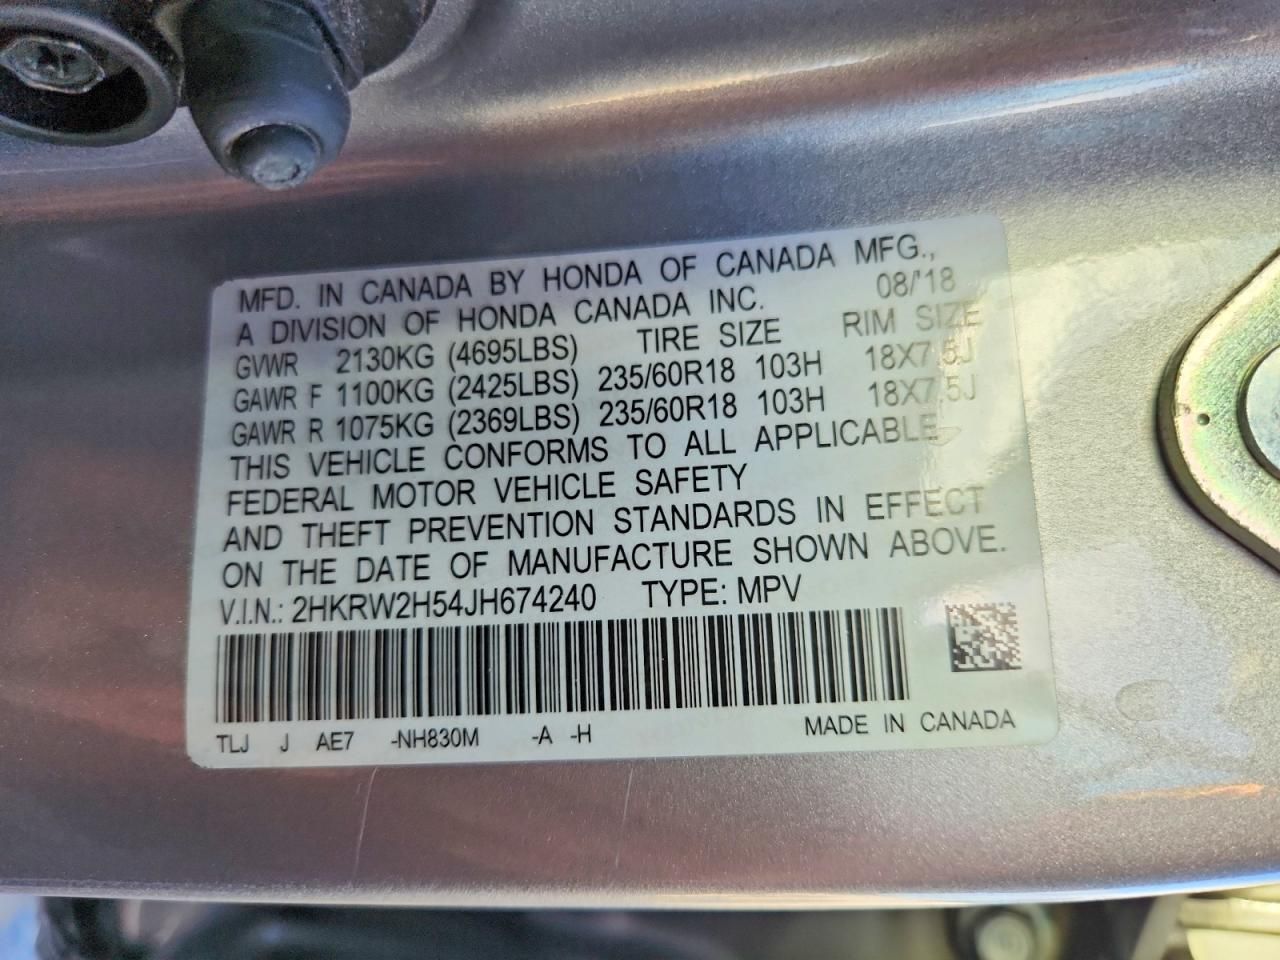 MFD. IN CANADA BY HONDA OF CANADA MFG.,
A DIVISION OF HONDA CANADA INC. 08/'18
GVWR 2130KG (4695LBS) TIRE SIZE RIM SIZE
GAWR F 1100KG (2425LBS) 235/60R18 103H 18X7.5J
GAWR R 1075KG (2369LBS) 235/60R18 103H 18X7.5J
THIS VEHICLE CONFORMS TO ALL APPLICABLE
FEDERAL MOTOR VEHICLE SAFETY
AND THEFT PREVENTION STANDARDS IN EFFECT
ON THE DATE OF MANUFACTURE SHOWN ABOVE.
V.I.N.: 2HKRW2H54JH674240 TYPE: MPV
TLJ J AE7 -NH830M -A -H MADE IN CANADA